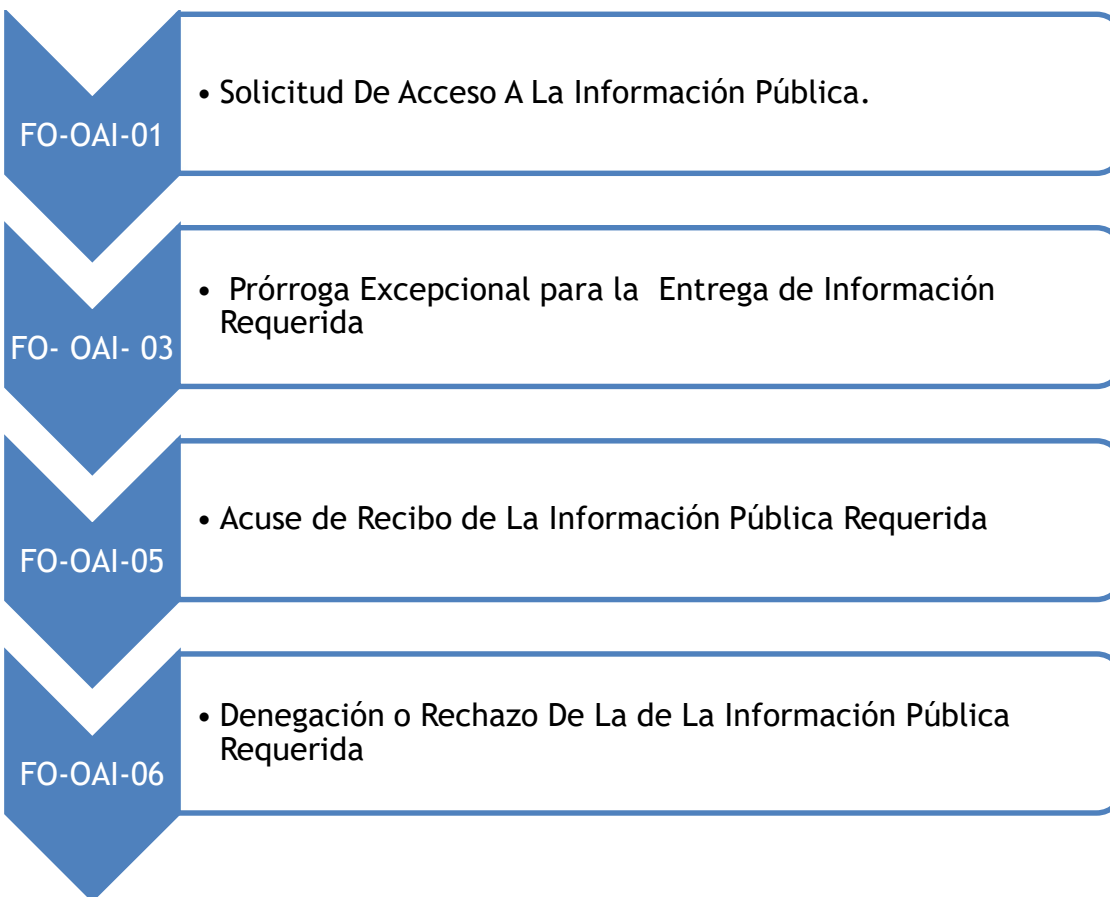 FO-OAI-01
• Solicitud De Acceso A La Información Pública.
FO- OAI- 03
• Prórroga Excepcional para la Entrega de Información
Requerida
FO-OAI-05
• Acuse de Recibo de La Información Pública Requerida
FO-OAI-06
• Denegación o Rechazo De La de La Información Pública
Requerida